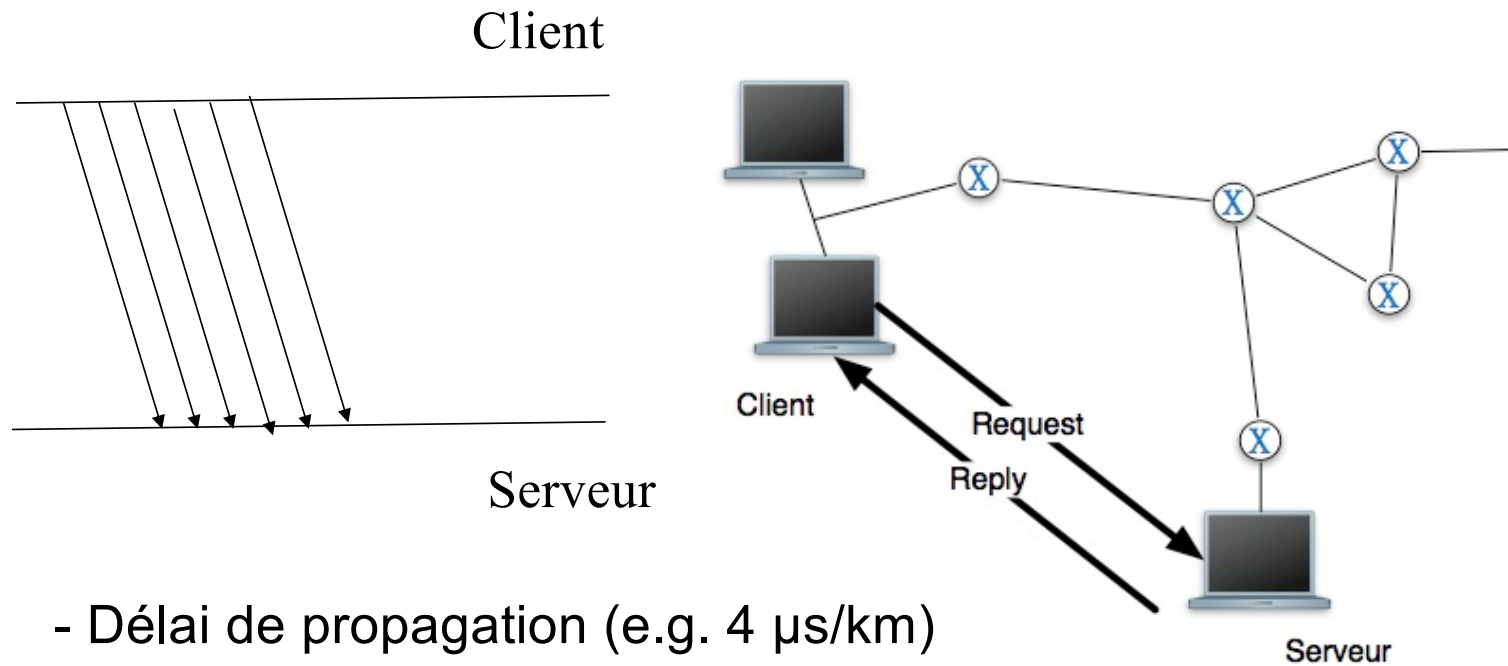 Client
Serveur
X
X
X
X
X
Client
Request
Reply
Serveur
- Délai de propagation (e.g. 4 µs/km)